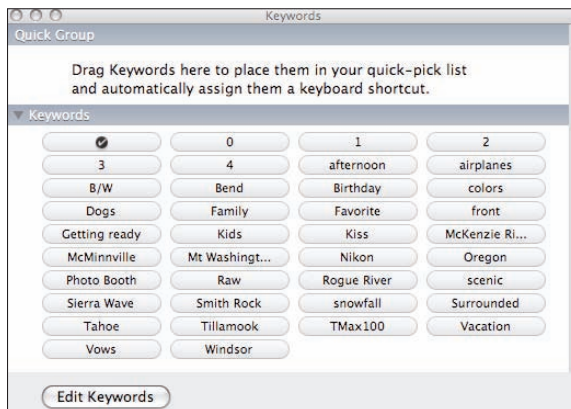 Keywords
Quick Group
Drag Keywords here to place them in your quick-pick list
and automatically assign them a keyboard shortcut.
Keywords
0 1 2
3 4 afternoon airplanes
B/W Bend Birthday colors
Dogs Family Favorite front
Getting ready Kids Kiss McKenzie Ri...
McMinnville Mt Washingt... Nikon Oregon
Photo Booth Raw Rogue River scenic
Sierra Wave Smith Rock snowfall Surrounded
Tahoe Tillamook TMax100 Vacation
Vows Windsor
Edit Keywords